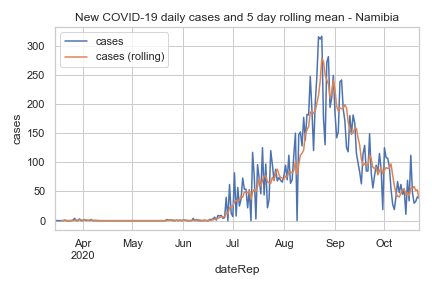 New COVID-19 daily cases and 5 day rolling mean - Namibia
cases
cases (rolling)
300
250
200
150
100
50
0
cases
Apr
2020
May
Jun
Jul
Aug
Sep
Oct
dateRep